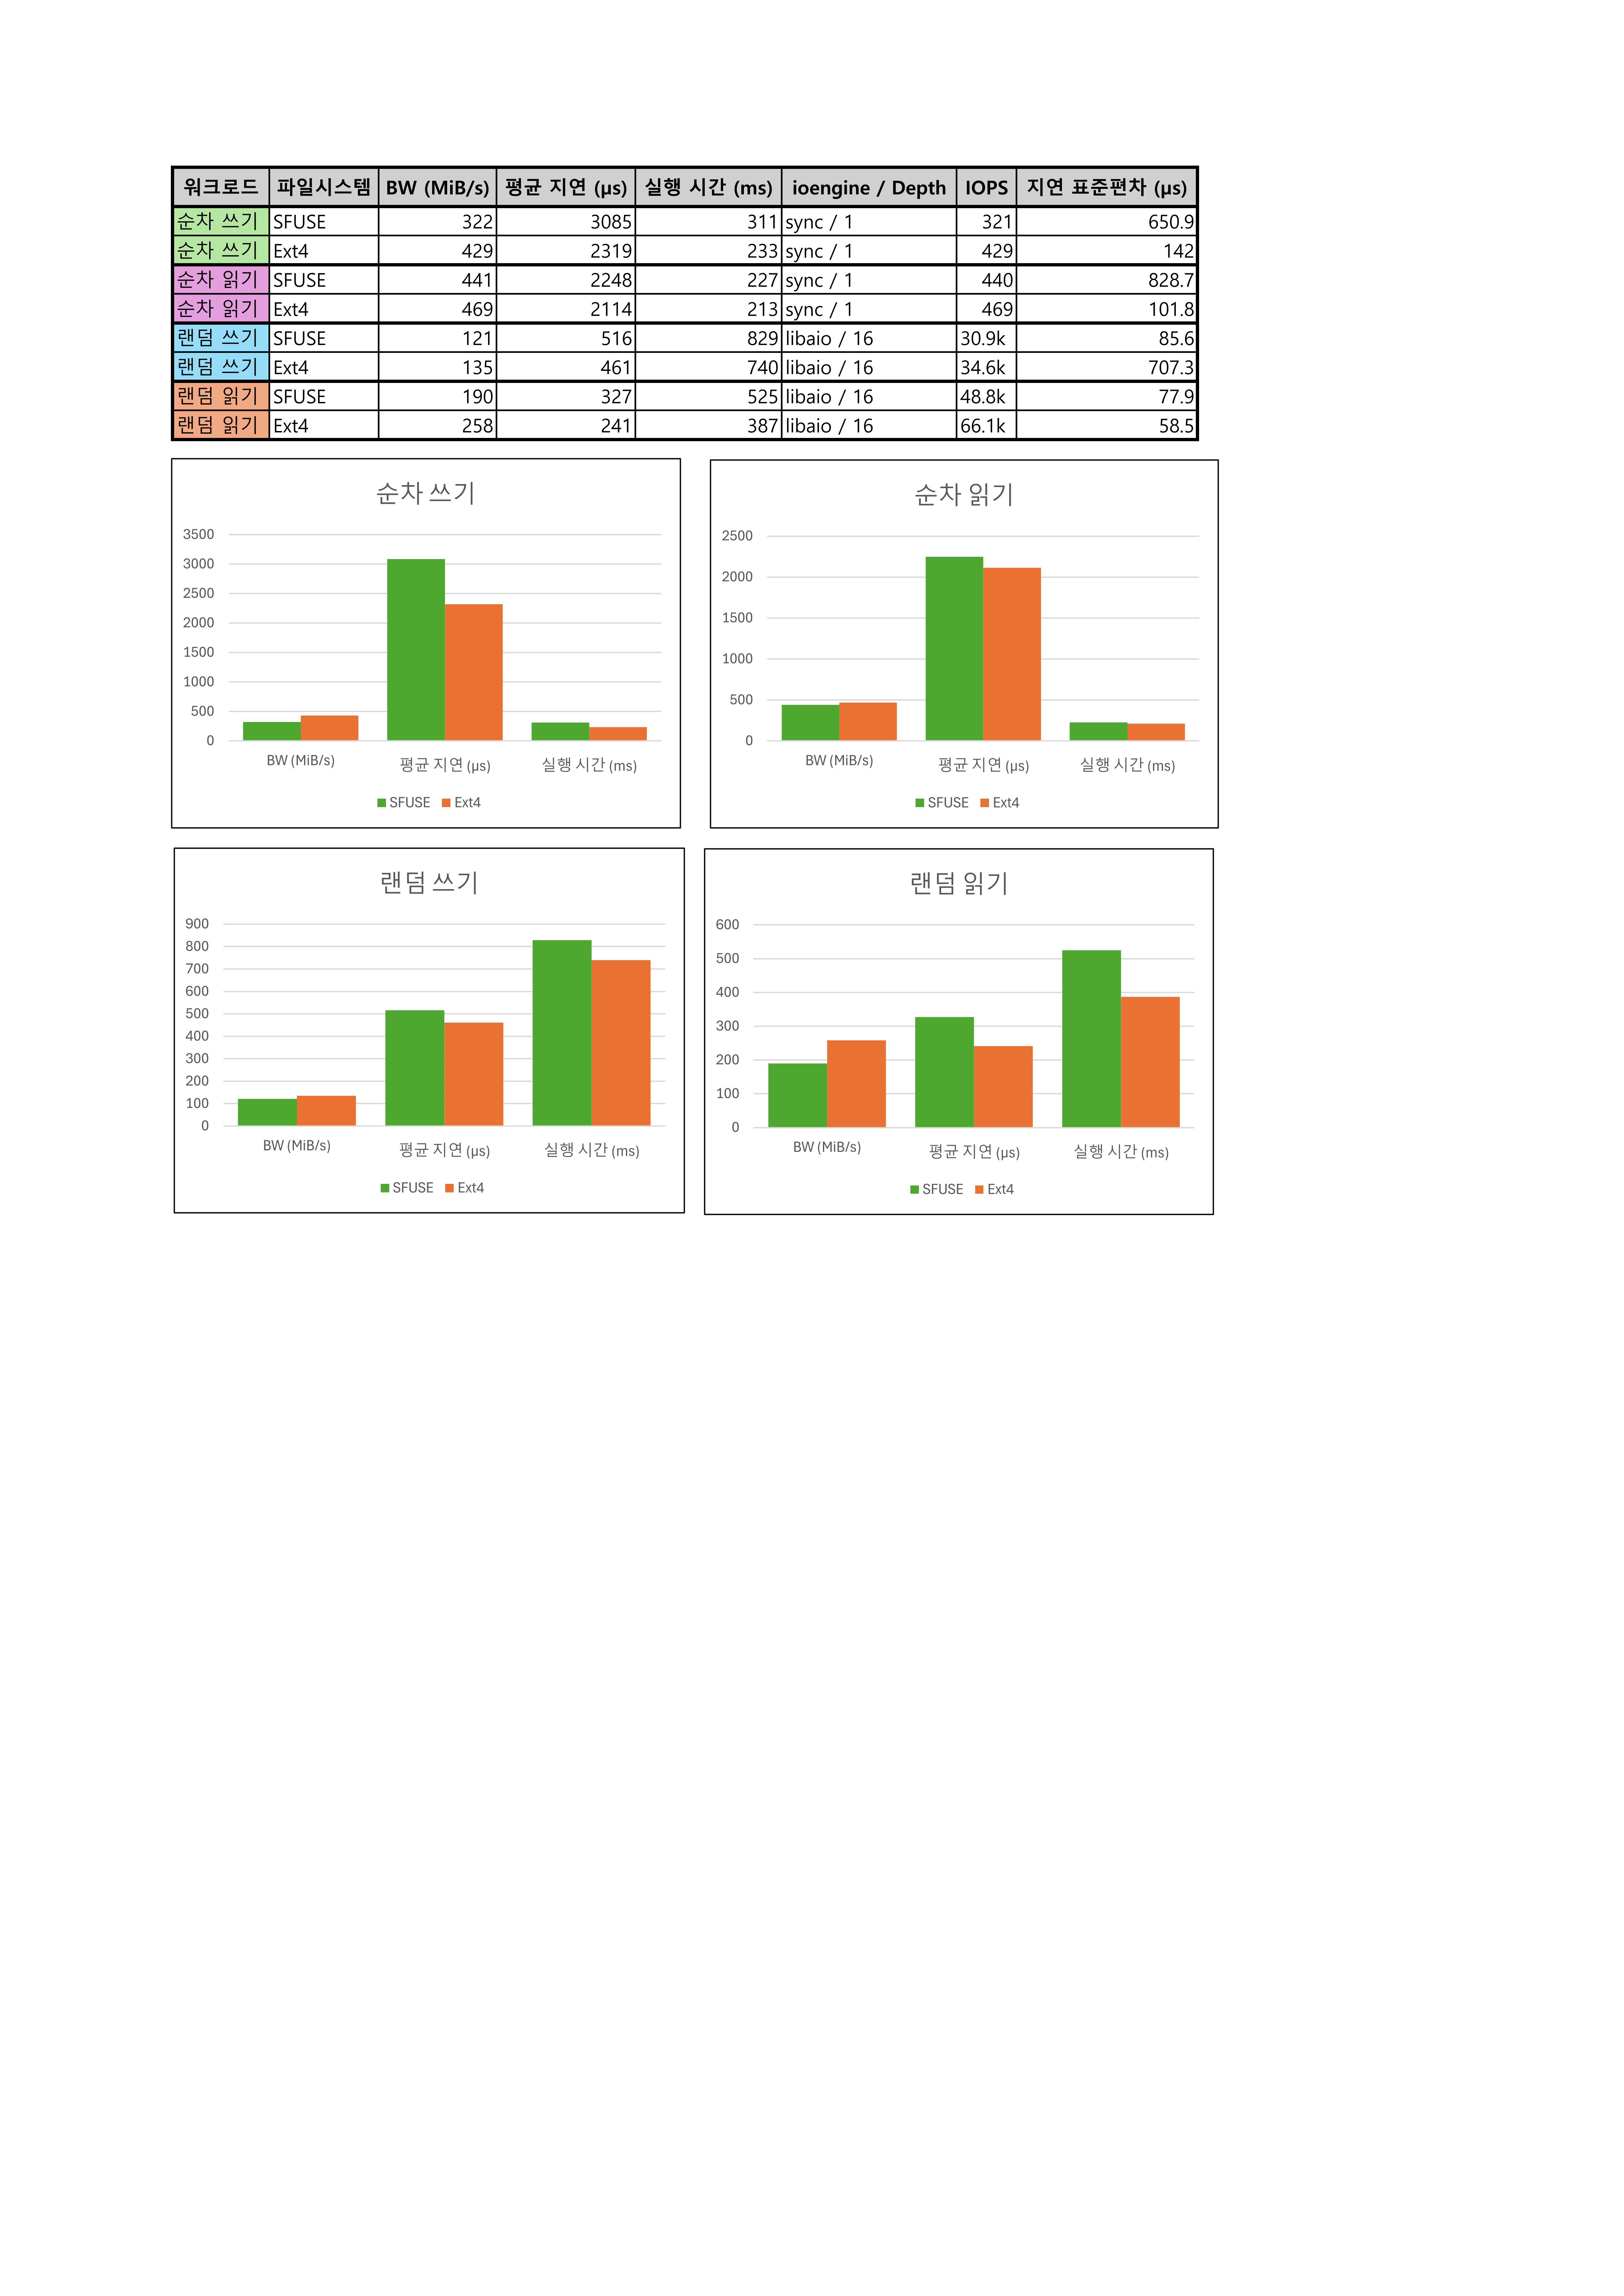 워크로드 파일시스템 BW (MiB/s) 평균 지연 (µs) 실행 시간 (ms) ioengine / Depth IOPS 지연 표준편차 (µs)
순차 쓰기 SFUSE 322 3085 311 sync / 1 321 650.9
순차 쓰기 Ext4 429 2319 233 sync / 1 429 142
순차 읽기 SFUSE 441 2248 227 sync / 1 440 828.7
순차 읽기 Ext4 469 2114 213 sync / 1 469 101.8
랜덤 쓰기 SFUSE 121 516 829 libaio / 16 30.9k 85.6
랜덤 쓰기 Ext4 135 461 740 libaio / 16 34.6k 707.3
랜덤 읽기 SFUSE 190 327 525 libaio / 16 48.8k 77.9
랜덤 읽기 Ext4 258 241 387 libaio / 16 66.1k 58.5
순차 쓰기
3500
3000
2500
2000
1500
1000
500
0
BW (MiB/s) 평균 지연 (µs) 실행 시간 (ms)
SFUSE Ext4
순차 읽기
2500
2000
1500
1000
500
0
BW (MiB/s) 평균 지연 (µs) 실행 시간 (ms)
SFUSE Ext4
랜덤 쓰기
900
800
700
600
500
400
300
200
100
0
BW (MiB/s) 평균 지연 (µs) 실행 시간 (ms)
SFUSE Ext4
랜덤 읽기
600
500
400
300
200
100
0
BW (MiB/s) 평균 지연 (µs) 실행 시간 (ms)
SFUSE Ext4